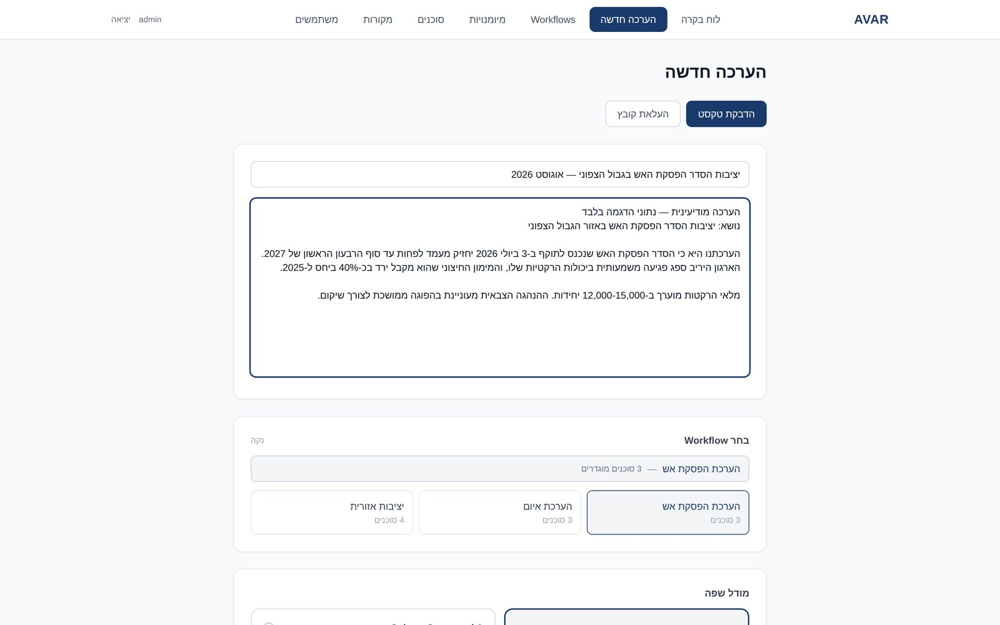 AVAR
לוח בקרה
הערכה חדשה
Workflows
מיומנויות
סוכנים
מקורות
משתמשים
admin
יציאה
הערכה חדשה
הדבקת טקסט
העלאת קובץ
יציבות הסדר הפסקת האש בגבול הצפוני — אוגוסט 2026
הערכה מודיעינית — נתוני הדגמה בלבד
נושא: יציבות הסדר הפסקת האש באזור הגבול הצפוני
הערכתנו היא כי הסדר הפסקת האש שנכנס לתוקף ב-3 ביולי 2026 יחזיק מעמד לפחות עד סוף הרבעון הראשון של 2027.
הארגון היריב ספג פגיעה משמעותית ביכולות הרקטיות שלו, והמימון החיצוני שהוא מקבל ירד בכ-40% ביחס ל-2025.
מלאי הרקטות מוערך ב-12,000-15,000 יחידות. ההנהגה הצבאית מעוניינת בהפוגה ממושכת לצורך שיקום.
בחר Workflow
נקה
הערכת הפסקת אש — 3 סוכנים מוגדרים
הערכת הפסקת אש
3 סוכנים
הערכת איום
3 סוכנים
יציבות אזורית
4 סוכנים
מודל שפה